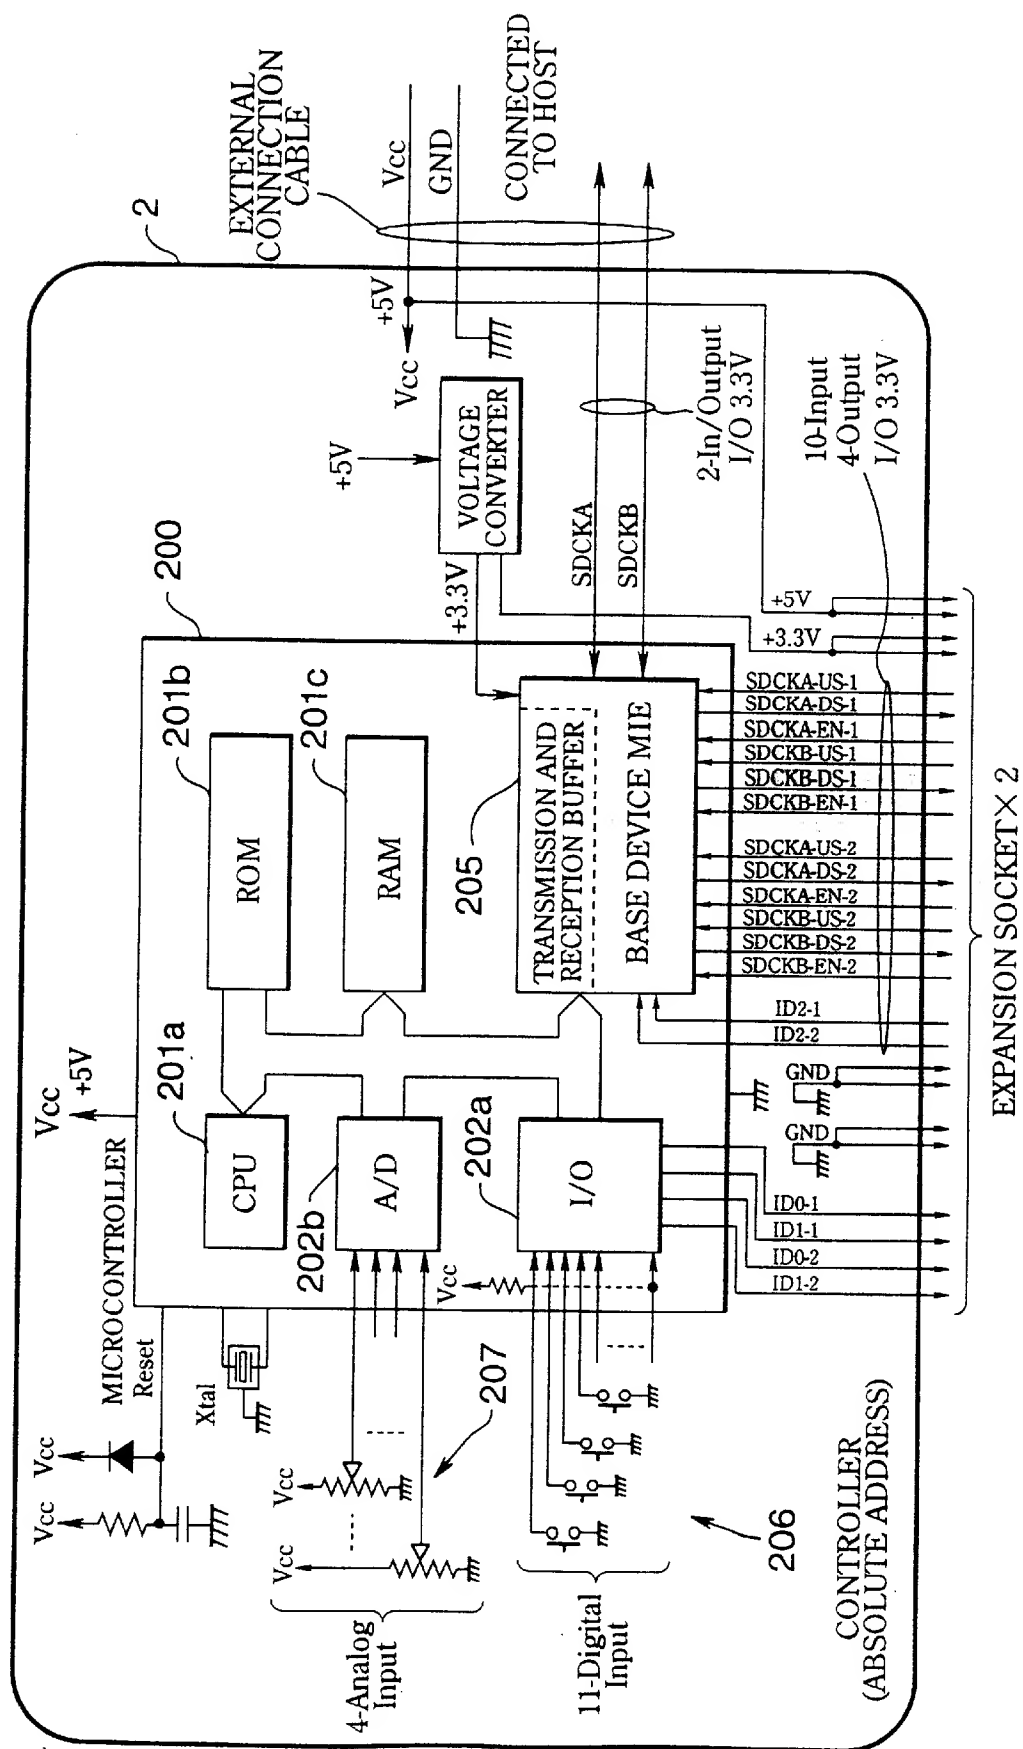 EXTERNAL
CONNECTION
CABLE
2
Vcc
GND
CONNECTED
TO HOST
+5V
Vcc
+5V
VOLTAGE
CONVERTER
+3.3V
SDCKA
SDCKB
2-In/Output
I/O 3.3V
10-Input
4-Output
I/O 3.3V
200
MICROCONTROLLER
Vcc
+5V
201a
CPU
201b
ROM
201c
RAM
202b
A/D
202a
I/O
205
TRANSMISSION AND
RECEPTION BUFFER
BASE DEVICE MIE
Vcc
Vcc
Reset
Xtal
Vcc
Vcc
Vcc
207
206
4-Analog
Input
11-Digital
Input
CONTROLLER
(ABSOLUTE ADDRESS)
+5V
+3.3V
SDCKA-US-1
SDCKA-DS-1
SDCKA-EN-1
SDCKB-US-1
SDCKB-DS-1
SDCKB-EN-1
SDCKA-US-2
SDCKA-DS-2
SDCKA-EN-2
SDCKB-US-2
SDCKB-DS-2
SDCKB-EN-2
ID2-1
ID2-2
GND
GND
ID0-1
ID1-1
ID0-2
ID1-2
EXPANSION SOCKET×2